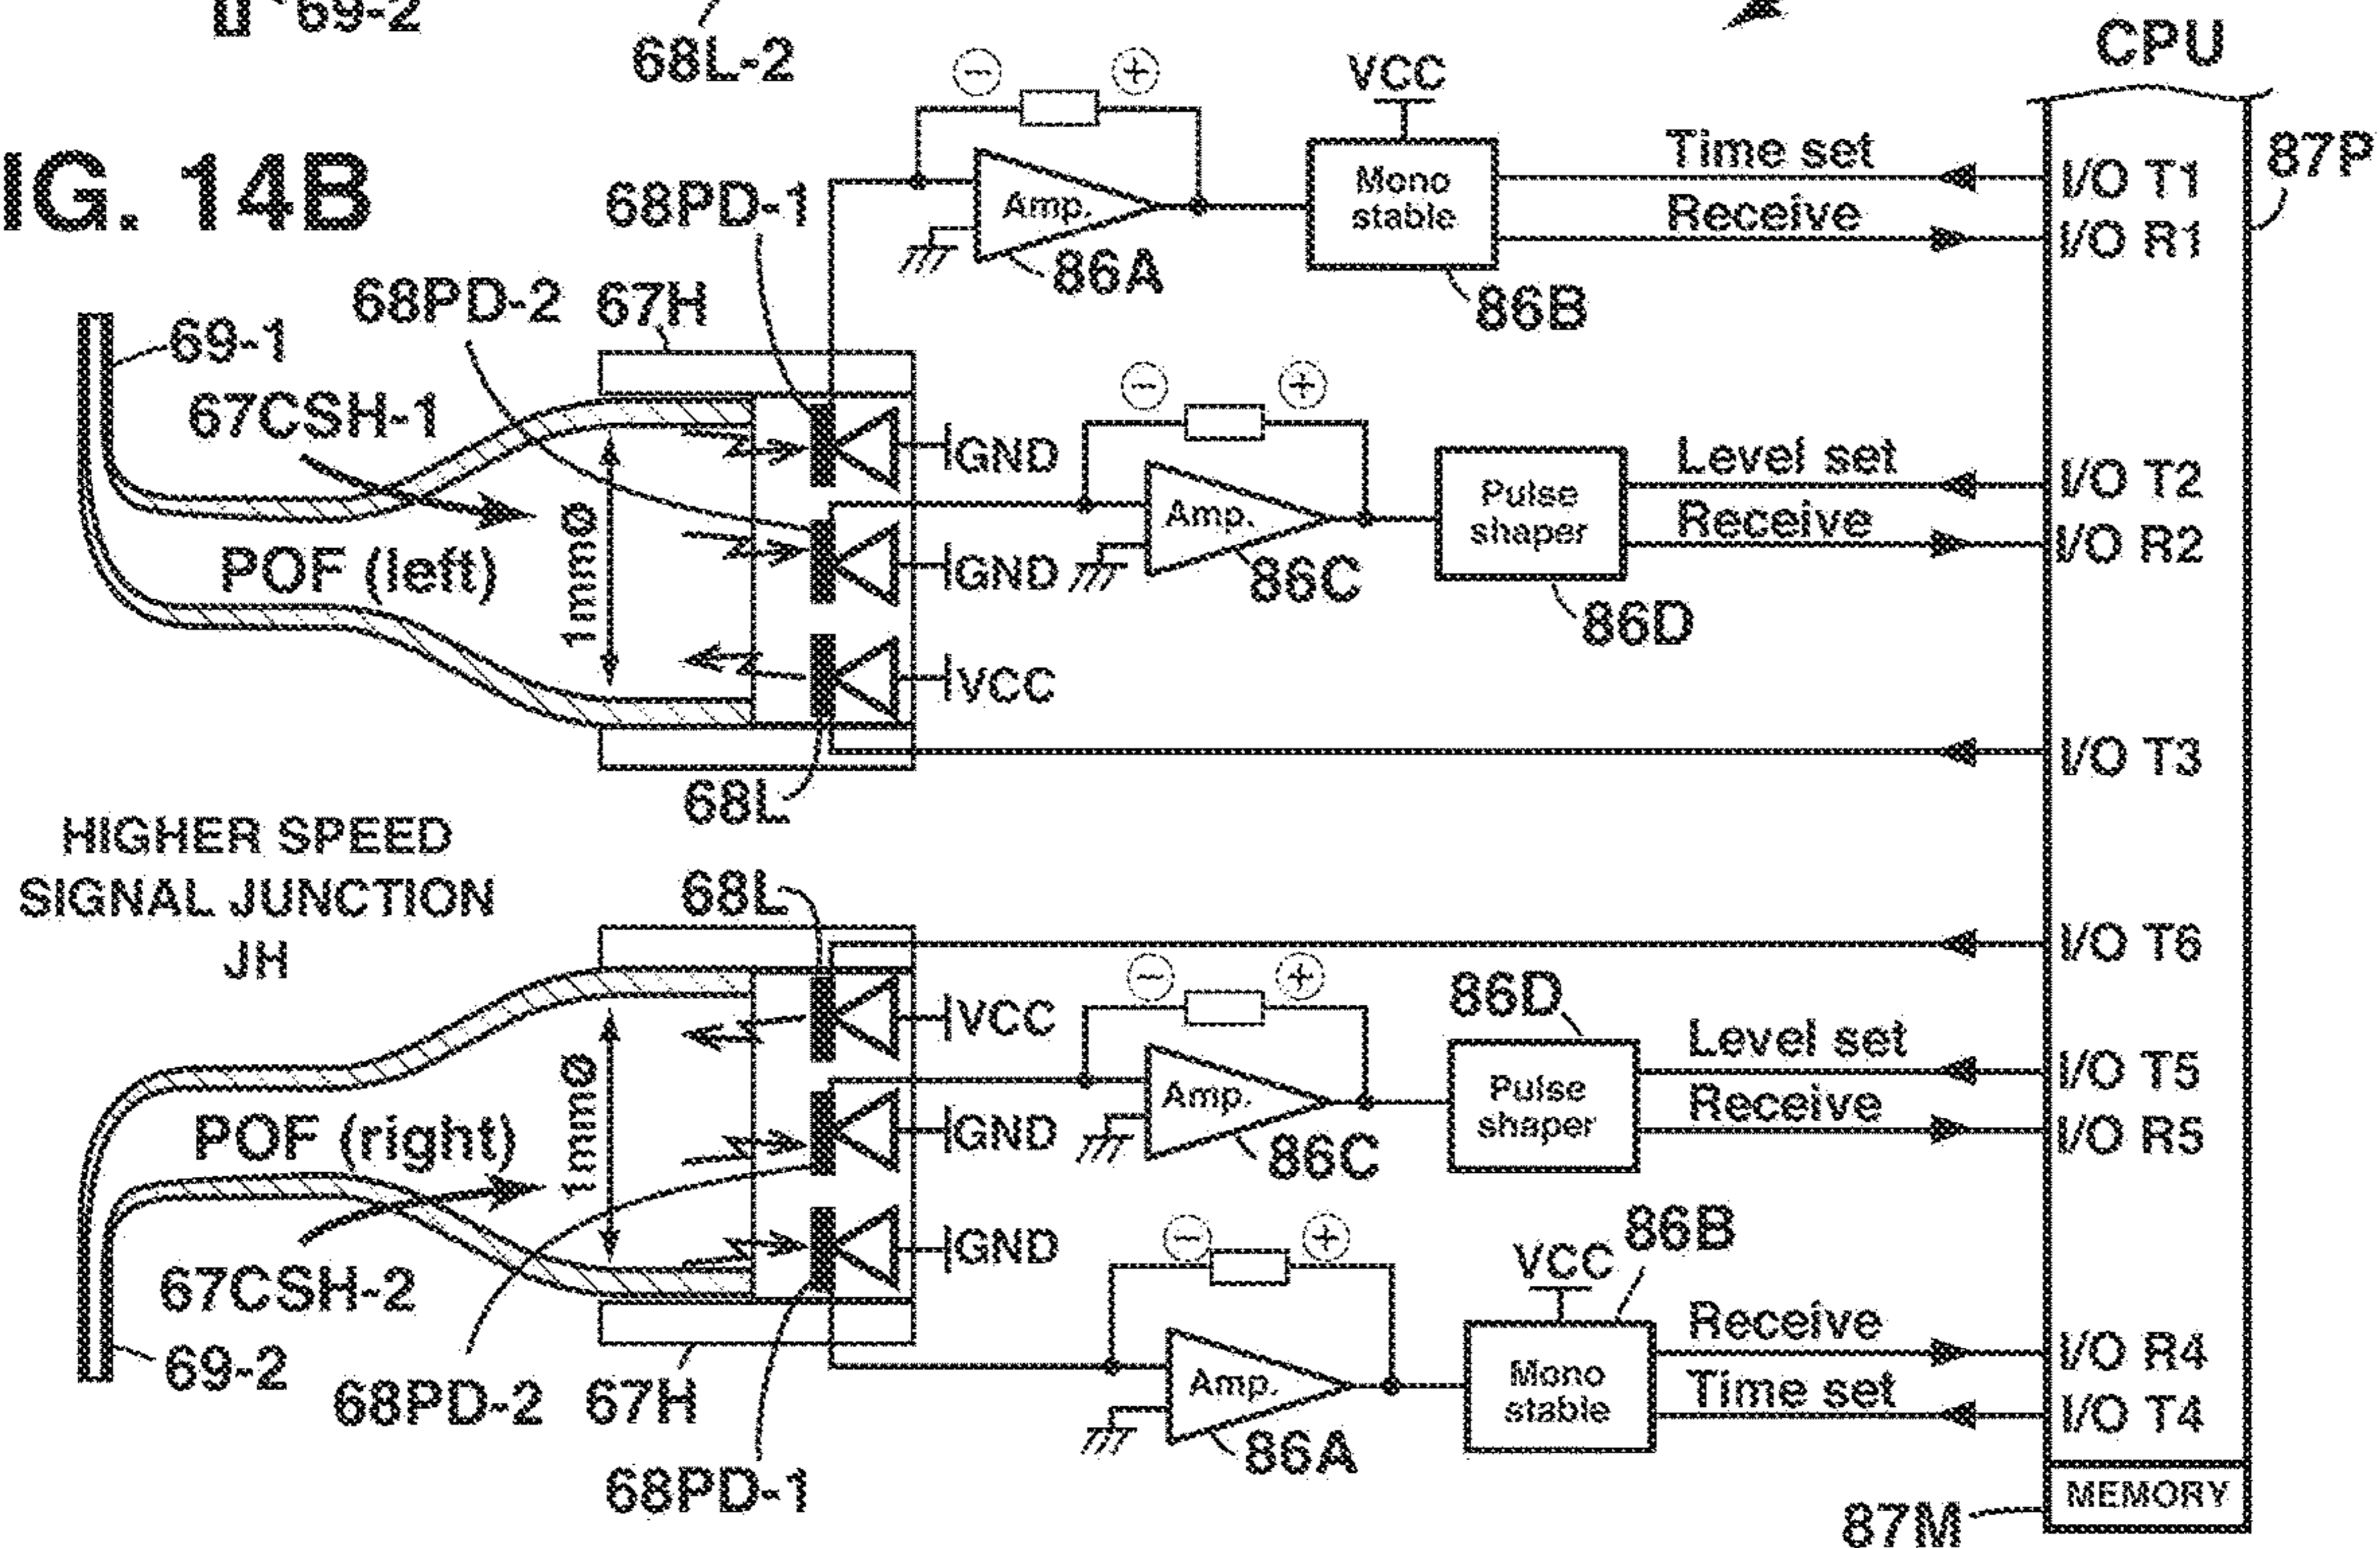 69-2
68L-2
CPU
VCC
IG. 14B
68PD-1
Amp.
Mono
stable
Time set
Receive
I/O T1
I/O R1
87P
86A
86B
68PD-2
67H
69-1
67CSH-1
GND
Level set
Receive
I/O T2
I/O R2
Amp.
Pulse
shaper
POF (left)
1mmØ
GND
86C
86D
VCC
I/O T3
68L
HIGHER SPEED
SIGNAL JUNCTION
JH
68L
I/O T6
VCC
86D
Level set
Receive
I/O T5
I/O R5
Amp.
Pulse
shaper
POF (right)
1mmØ
GND
86C
GND
VCC
86B
67CSH-2
69-2
68PD-2
67H
Amp.
Mono
stable
Receive
Time set
I/O R4
I/O T4
86A
68PD-1
MEMORY
87M